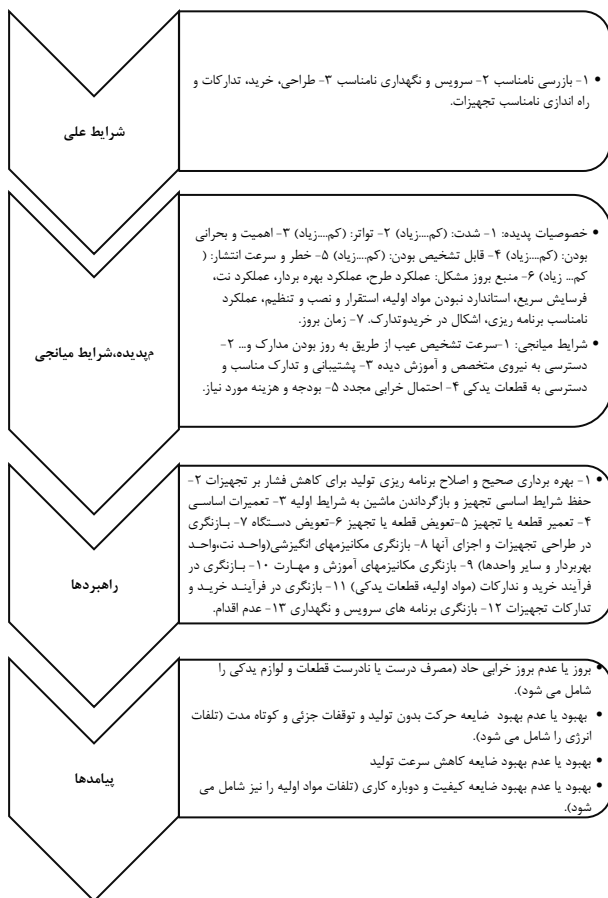 شرایط علی
• ۱- بازرسی نامناسب ۲- سرویس و نگهداری نامناسب ۳- طراحی، خرید، تدارکات و
راه اندازی نامناسب تجهیزات.
مپدیده،شرایط میانجی
• خصوصیات پدیده: ۱- شدت: (کم....زیاد) ۲- تواتر: (کم....زیاد) ۳- اهمیت و بحرانی
بودن: (کم....زیاد) ۴- قابل تشخیص بودن: (کم....زیاد) ۵- خطر و سرعت انتشار: (
کم... زیاد) ۶- منبع بروز مشکل: عملکرد طرح، عملکرد بهره بردار، عملکرد نت،
فرسایش سریع، استاندارد نبودن مواد اولیه، استقرار و نصب و تنظیم، عملکرد
نامناسب برنامه ریزی، اشکال در خریدوتدارک. ۷- زمان بروز.
• شرایط میانجی: ۱-سرعت تشخیص عیب از طریق به روز بودن مدارک و... ۲-
دسترسی به نیروی متخصص و آموزش دیده ۳- پشتیبانی و تدارک مناسب و
دسترسی به قطعات یدکی ۴- احتمال خرابی مجدد ۵- بودجه و هزینه مورد نیاز.
راهبردها
• ۱- بهره برداری صحیح و اصلاح برنامه ریزی تولید برای کاهش فشار بر تجهیزات ۲-
حفظ شرایط اساسی تجهیز و بازگرداندن ماشین به شرایط اولیه ۳- تعمیرات اساسی
۴- تعمیر قطعه یا تجهیز ۵-تعویض قطعه یا تجهیز ۶-تعویض دستگاه ۷- بازنگری
در طراحی تجهیزات و اجزای آنها ۸- بازنگری مکانیزمهای انگیزشی(واحد نت،واحد
بهربردار و سایر واحدها) ۹- بازنگری مکانیزمهای آموزش و مهارت ۱۰- بازنگری در
فرآیند خرید و ندارکات (مواد اولیه، قطعات یدکی) ۱۱- بازنگری در فرآیند خرید و
تدارکات تجهیزات ۱۲- بازنگری برنامه های سرویس و نگهداری ۱۳- عدم اقدام.
پیامدها
• بروز یا عدم بروز خرابی حاد (مصرف درست یا نادرست قطعات و لوازم یدکی را
شامل می شود).
• بهبود یا عدم بهبود ضایعه حرکت بدون تولید و توقفات جزئی و کوتاه مدت (تلفات
انرژی را شامل می شود).
• بهبود یا عدم بهبود ضایعه کاهش سرعت تولید
• بهبود یا عدم بهبود ضایعه کیفیت و دوباره کاری (تلفات مواد اولیه را نیز شامل می
شود).